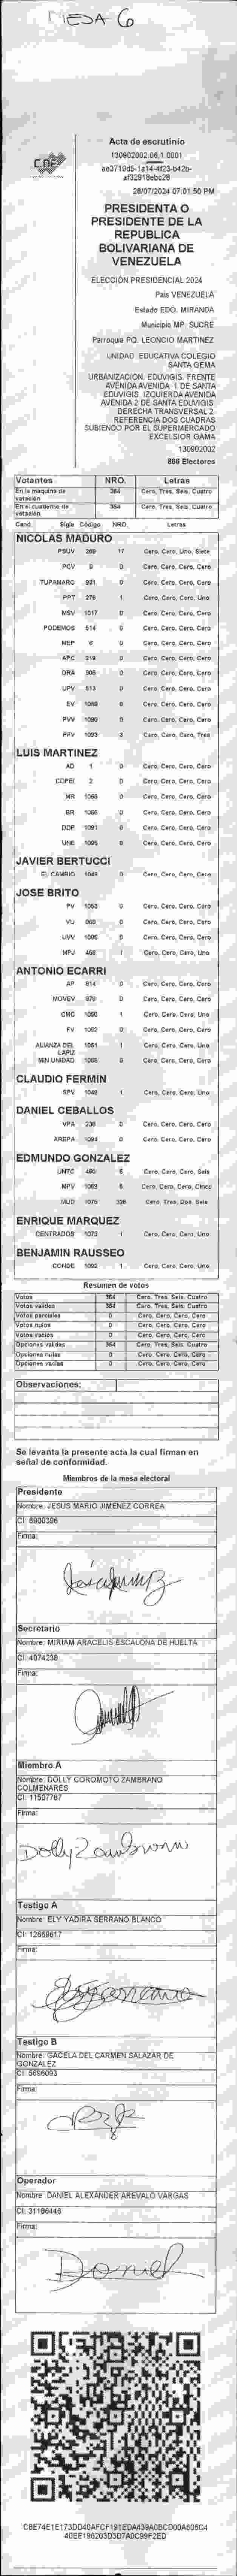 MESA 6
CNE
Acta de escrutinio
130902002.06.1.0001
28/07/2024 07:01:50 PM
PRESIDENTA O
PRESIDENTE DE LA
REPUBLICA
BOLIVARIANA DE
VENEZUELA
ELECCIÓN PRESIDENCIAL 2024
Pais VENEZUELA
Estado EDO. MIRANDA
Municipio MP. SUCRE
Parroquia PQ. LEONCIO MARTINEZ
UNIDAD EDUCATIVA COLEGIO
SANTA GEMA
URBANIZACION. EDUVIGIS. FRENTE
AVENIDA AVENIDA 1 DE SANTA
EDUVIGIS. IZQUIERDA AVENIDA
AVENIDA 2 DE SANTA EDUVIGIS.
DERECHA TRANSVERSAL 2.
REFERENCIA DOS CUADRAS
SUBIENDO POR EL SUPERMERCADO
EXCELSIOR GAMA
130902002
866 Electores
Votantes NRO. Letras
En la maquina de votación 364 Cero, Tres, Seis, Cuatro
En el cuaderno de votación 364 Cero, Tres, Seis, Cuatro
Cand. Sigla Código NRO. Letras
NICOLAS MADURO
PSUV 269 17 Cero, Cero, Uno, Siete
PCV 9 0 Cero, Cero, Cero, Cero
TUPAMARO 931 0 Cero, Cero, Cero, Cero
PPT 276 1 Cero, Cero, Cero, Uno
MSV 1017 0 Cero, Cero, Cero, Cero
PODEMOS 514 0 Cero, Cero, Cero, Cero
MEP 6 0 Cero, Cero, Cero, Cero
APC 319 0 Cero, Cero, Cero, Cero
ORA 306 0 Cero, Cero, Cero, Cero
UPV 513 0 Cero, Cero, Cero, Cero
EV 1089 0 Cero, Cero, Cero, Cero
PVV 1090 0 Cero, Cero, Cero, Cero
PFV 1093 3 Cero, Cero, Cero, Tres
LUIS MARTINEZ
AD 1 0 Cero, Cero, Cero, Cero
COPEI 2 0 Cero, Cero, Cero, Cero
MR 0 Cero, Cero, Cero, Cero
BR 1066 0 Cero, Cero, Cero, Cero
DDP 1091 0 Cero, Cero, Cero, Cero
UNE 1095 0 Cero, Cero, Cero, Cero
JAVIER BERTUCCI
EL CAMBIO 1048 0 Cero, Cero, Cero, Cero
JOSE BRITO
PV 1053 0 Cero, Cero, Cero, Cero
VU 0 Cero, Cero, Cero, Cero
UVV 0 Cero, Cero, Cero, Cero
MPJ 1 Cero, Cero, Cero, Uno
ANTONIO ECARRI
AP 814 0 Cero, Cero, Cero, Cero
MOVEV 879 0 Cero, Cero, Cero, Cero
CMC 1050 1 Cero, Cero, Cero, Uno
FV 1052 0 Cero, Cero, Cero, Cero
ALIANZA DEL LAPIZ 1051 1 Cero, Cero, Cero, Uno
MIN UNIDAD 0 Cero, Cero, Cero, Cero
CLAUDIO FERMIN
SPV 1049 1 Cero, Cero, Cero, Uno
DANIEL CEBALLOS
VPA 238 0 Cero, Cero, Cero, Cero
AREPA 1094 0 Cero, Cero, Cero, Cero
EDMUNDO GONZALEZ
UNTC 6 Cero, Cero, Cero, Seis
MPV 1069 5 Cero, Cero, Cero, Cinco
MUD 1075 326 Cero, Tres, Dos, Seis
ENRIQUE MARQUEZ
CENTRADOS 1073 1 Cero, Cero, Cero, Uno
BENJAMIN RAUSSEO
CONDE 1092 1 Cero, Cero, Cero, Uno
Resumen de votos
Votos 364 Cero, Tres, Seis, Cuatro
Votos validos 364 Cero, Tres, Seis, Cuatro
Votos parciales 0 Cero, Cero, Cero, Cero
Votos nulos 0 Cero, Cero, Cero, Cero
Votos vacios 0 Cero, Cero, Cero, Cero
Opciones validas 364 Cero, Tres, Seis, Cuatro
Opciones nulas 0 Cero, Cero, Cero, Cero
Opciones vacias 0 Cero, Cero, Cero, Cero
Observaciones:
Se levanta la presente acta la cual firman en
señal de conformidad.
Miembros de la mesa electoral
Presidente
Nombre: JESUS MARIO JIMENEZ CORREA
CI: 6900396
Firma:
Secretario
Nombre: MIRIAM ARACELIS ESCALONA DE HUELTA
CI: 4074238
Firma:
Miembro A
Nombre: DOLLY COROMOTO ZAMBRANO
COLMENARES
CI: 11507787
Firma:
Dolly Zambrano
Testigo A
Nombre: ELY YADIRA SERRANO BLANCO
CI: 12669617
Firma:
Testigo B
Nombre: GACELA DEL CARMEN SALAZAR DE
GONZALEZ
CI: 5696093
Firma:
Operador
Nombre: DANIEL ALEXANDER AREVALO VARGAS
CI: 31186446
Firma:
Daniel